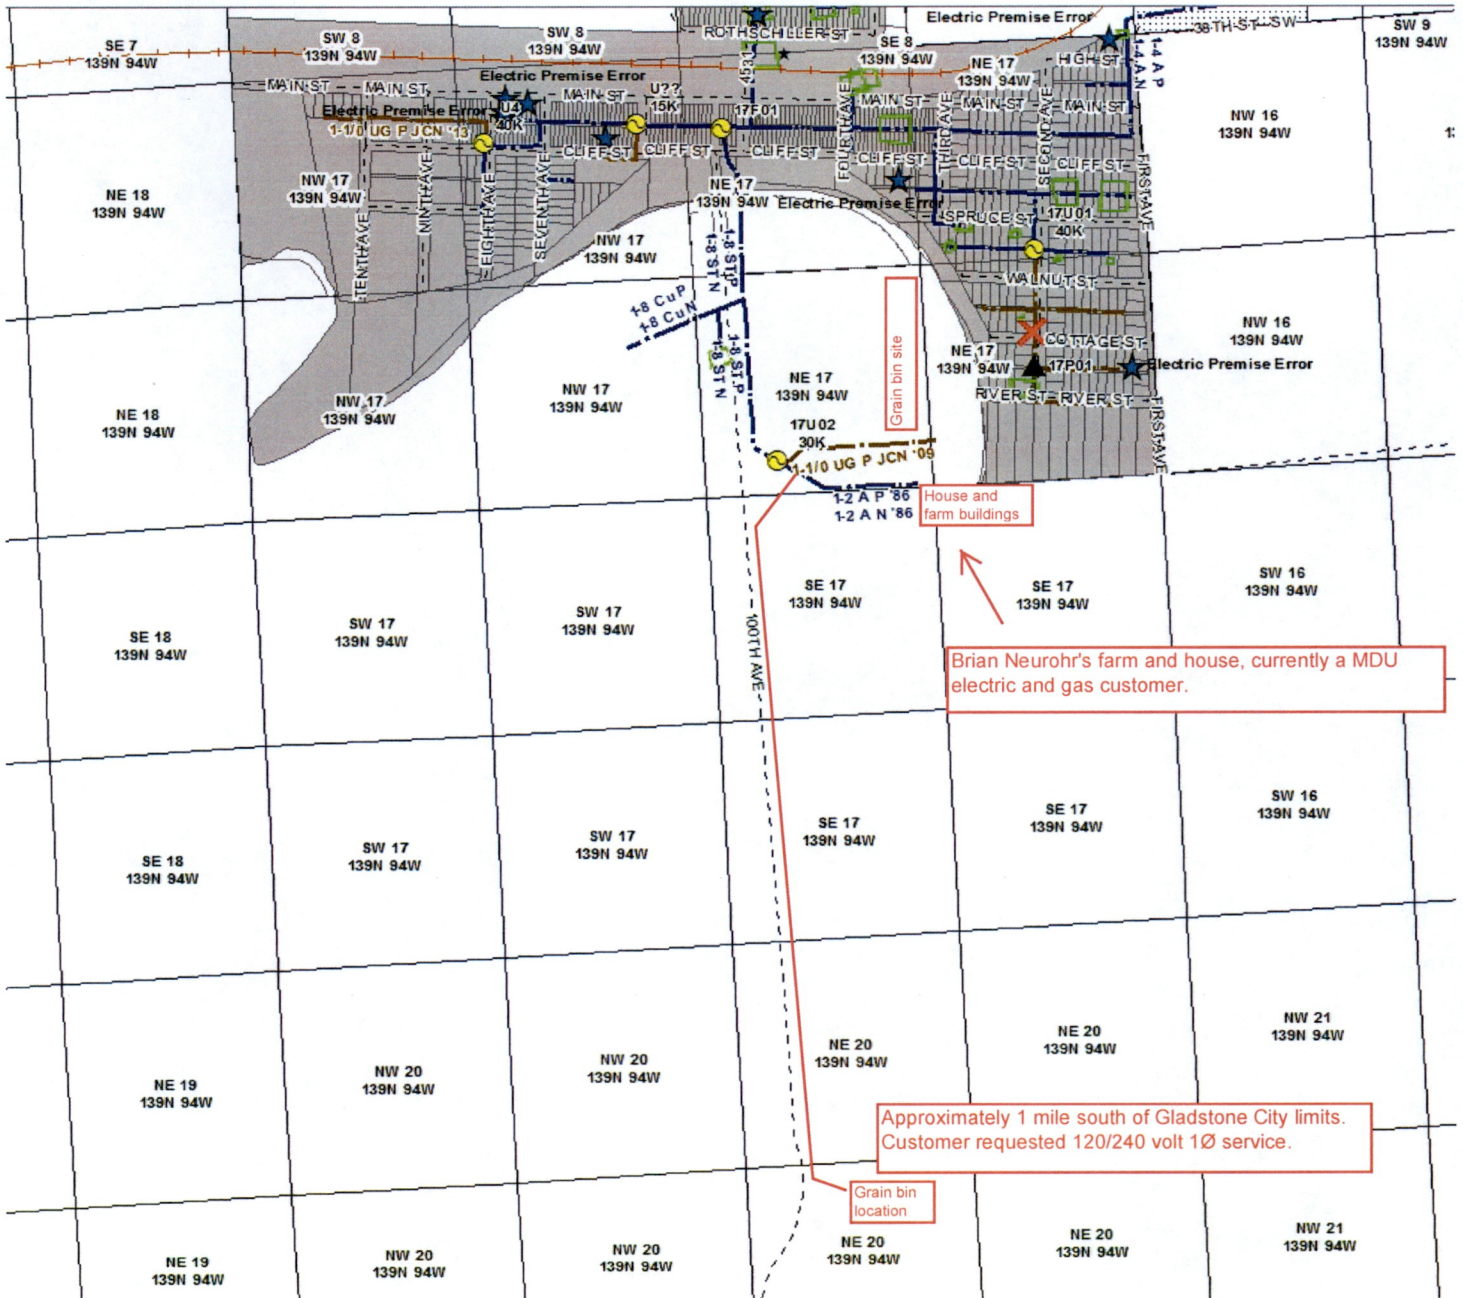 Electric Premise Error
38TH ST SW
SW 9
139N 94W
ROTHSCHILLER ST
SE 7
139N 94W
SW 8
139N 94W
SW 8
139N 94W
SE 8
139N 94W
NE 17
139N 94W
HIGH ST
1-4 A P
1-4 A N
4531
Electric Premise Error
MAIN ST
MAIN ST
MAIN ST
MAIN ST
MAIN ST
MAIN ST
U??
15K
17F01
Electric Premise Error
U4
40K
1-1/0 UG P JCN '13
NW 16
139N 94W
CLIFF ST
CLIFF ST
CLIFF ST
CLIFF ST
CLIFF ST
CLIFF ST
FOURTH AVE
THIRD AVE
SECOND AVE
FIRST AVE
NE 18
139N 94W
NW 17
139N 94W
TENTH AVE
NINTH AVE
EIGHTH AVE
SEVENTH AVE
NE 17
139N 94W
Electric Premise Error
SPRUCE ST
17U01
40K
NW 17
139N 94W
1-8 STN
1-8 STP
WALNUT ST
1-8 CuP
1-8 CuN
Grain bin site
NW 16
139N 94W
COTTAGE ST
1-8 STN
1-8 STP
NE 17
139N 94W
17P01
Electric Premise Error
NE 17
139N 94W
RIVER ST
RIVER ST
FIRST AVE
NW 17
139N 94W
NW 17
139N 94W
NE 18
139N 94W
17U02
30K
1-1/0 UG P JCN '09
1-2 A P '86
1-2 A N '86
House and
farm buildings
SE 17
139N 94W
SE 17
139N 94W
SW 16
139N 94W
SE 18
139N 94W
SW 17
139N 94W
SW 17
139N 94W
100TH AVE
Brian Neurohr's farm and house, currently a MDU
electric and gas customer.
SE 18
139N 94W
SW 17
139N 94W
SW 17
139N 94W
SE 17
139N 94W
SE 17
139N 94W
SW 16
139N 94W
NE 19
139N 94W
NW 20
139N 94W
NW 20
139N 94W
NE 20
139N 94W
NE 20
139N 94W
NW 21
139N 94W
Approximately 1 mile south of Gladstone City limits.
Customer requested 120/240 volt 1Ø service.
Grain bin
location
NE 19
139N 94W
NW 20
139N 94W
NW 20
139N 94W
NE 20
139N 94W
NE 20
139N 94W
NW 21
139N 94W